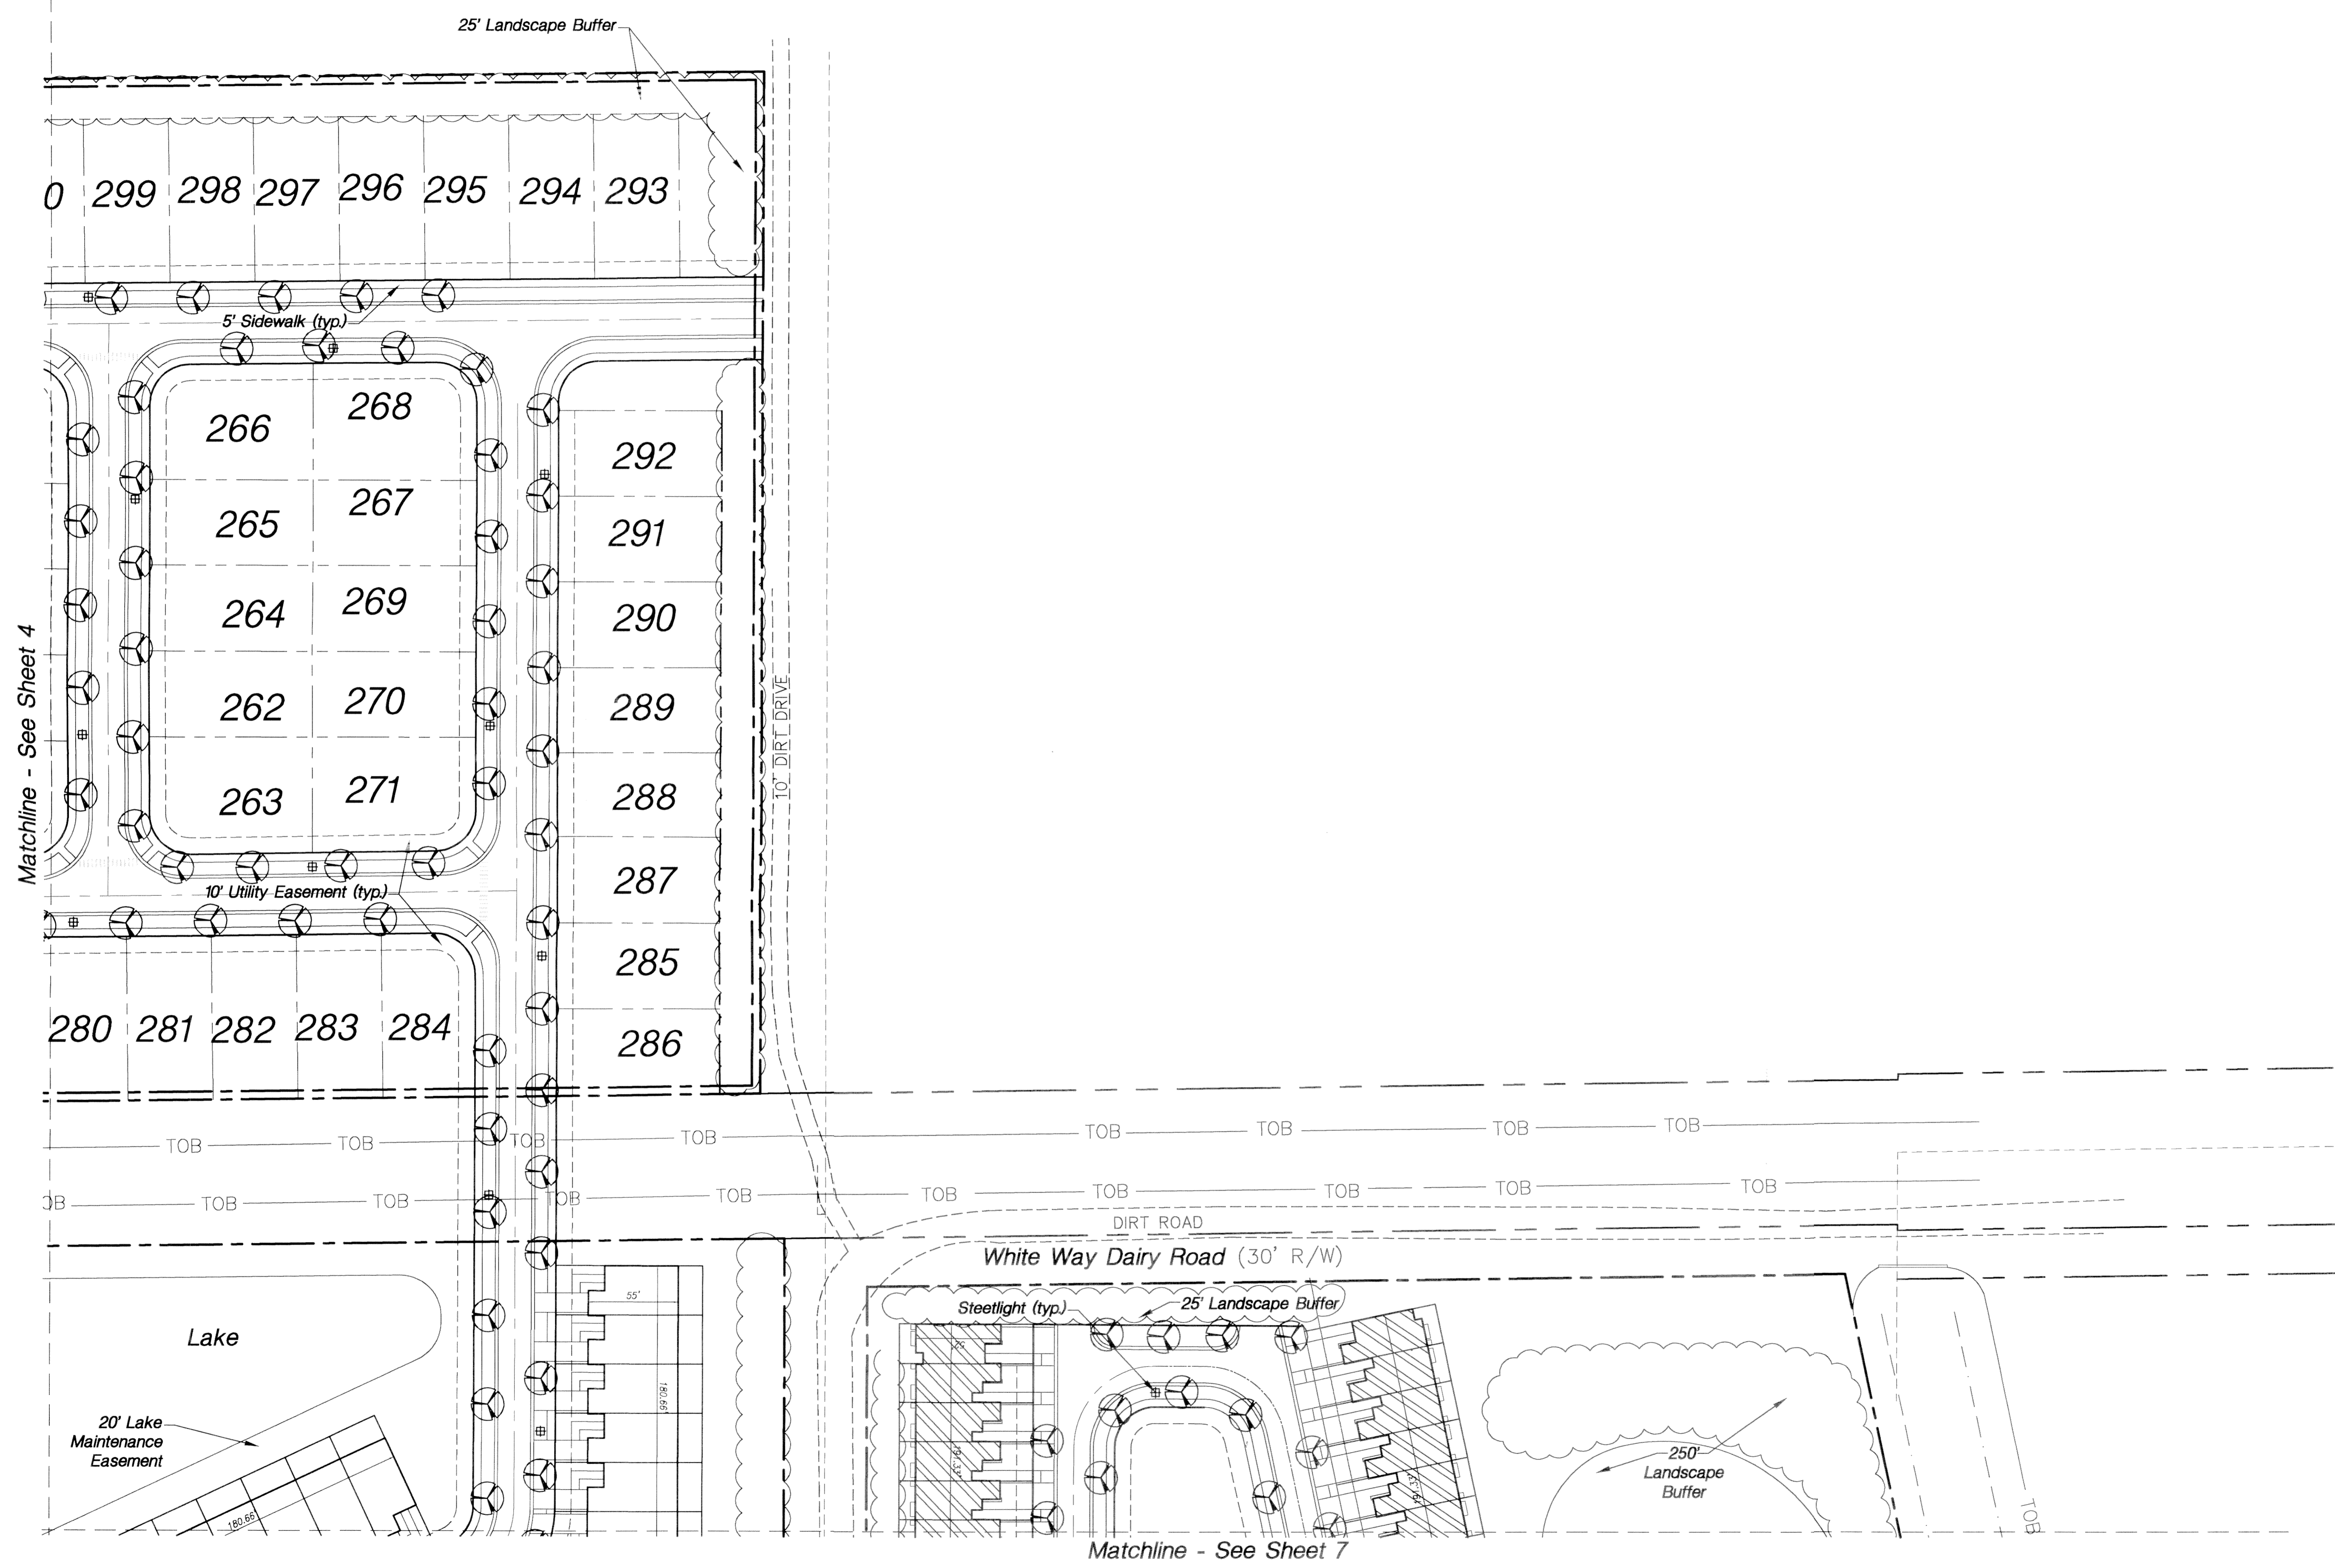 25' Landscape Buffer
0 299 298 297 296 295 294 293
5' Sidewalk (typ.)
266 268
292
265 267
291
264 269
290
Matchline - See Sheet 4
262 270
289
10' DIRT DRIVE
263 271
288
287
10' Utility Easement (typ.)
285
280 281 282 283 284
286
TOB TOB TOB TOB TOB TOB TOB TOB
OB TOB TOB TOB TOB TOB TOB TOB TOB TOB
DIRT ROAD
White Way Dairy Road (30' R/W)
55'
Steetlight (typ.)
25' Landscape Buffer
Lake
180.66'
20' Lake
Maintenance
Easement
250'
Landscape
Buffer
180.66'
191.33'
TOB
Matchline - See Sheet 7